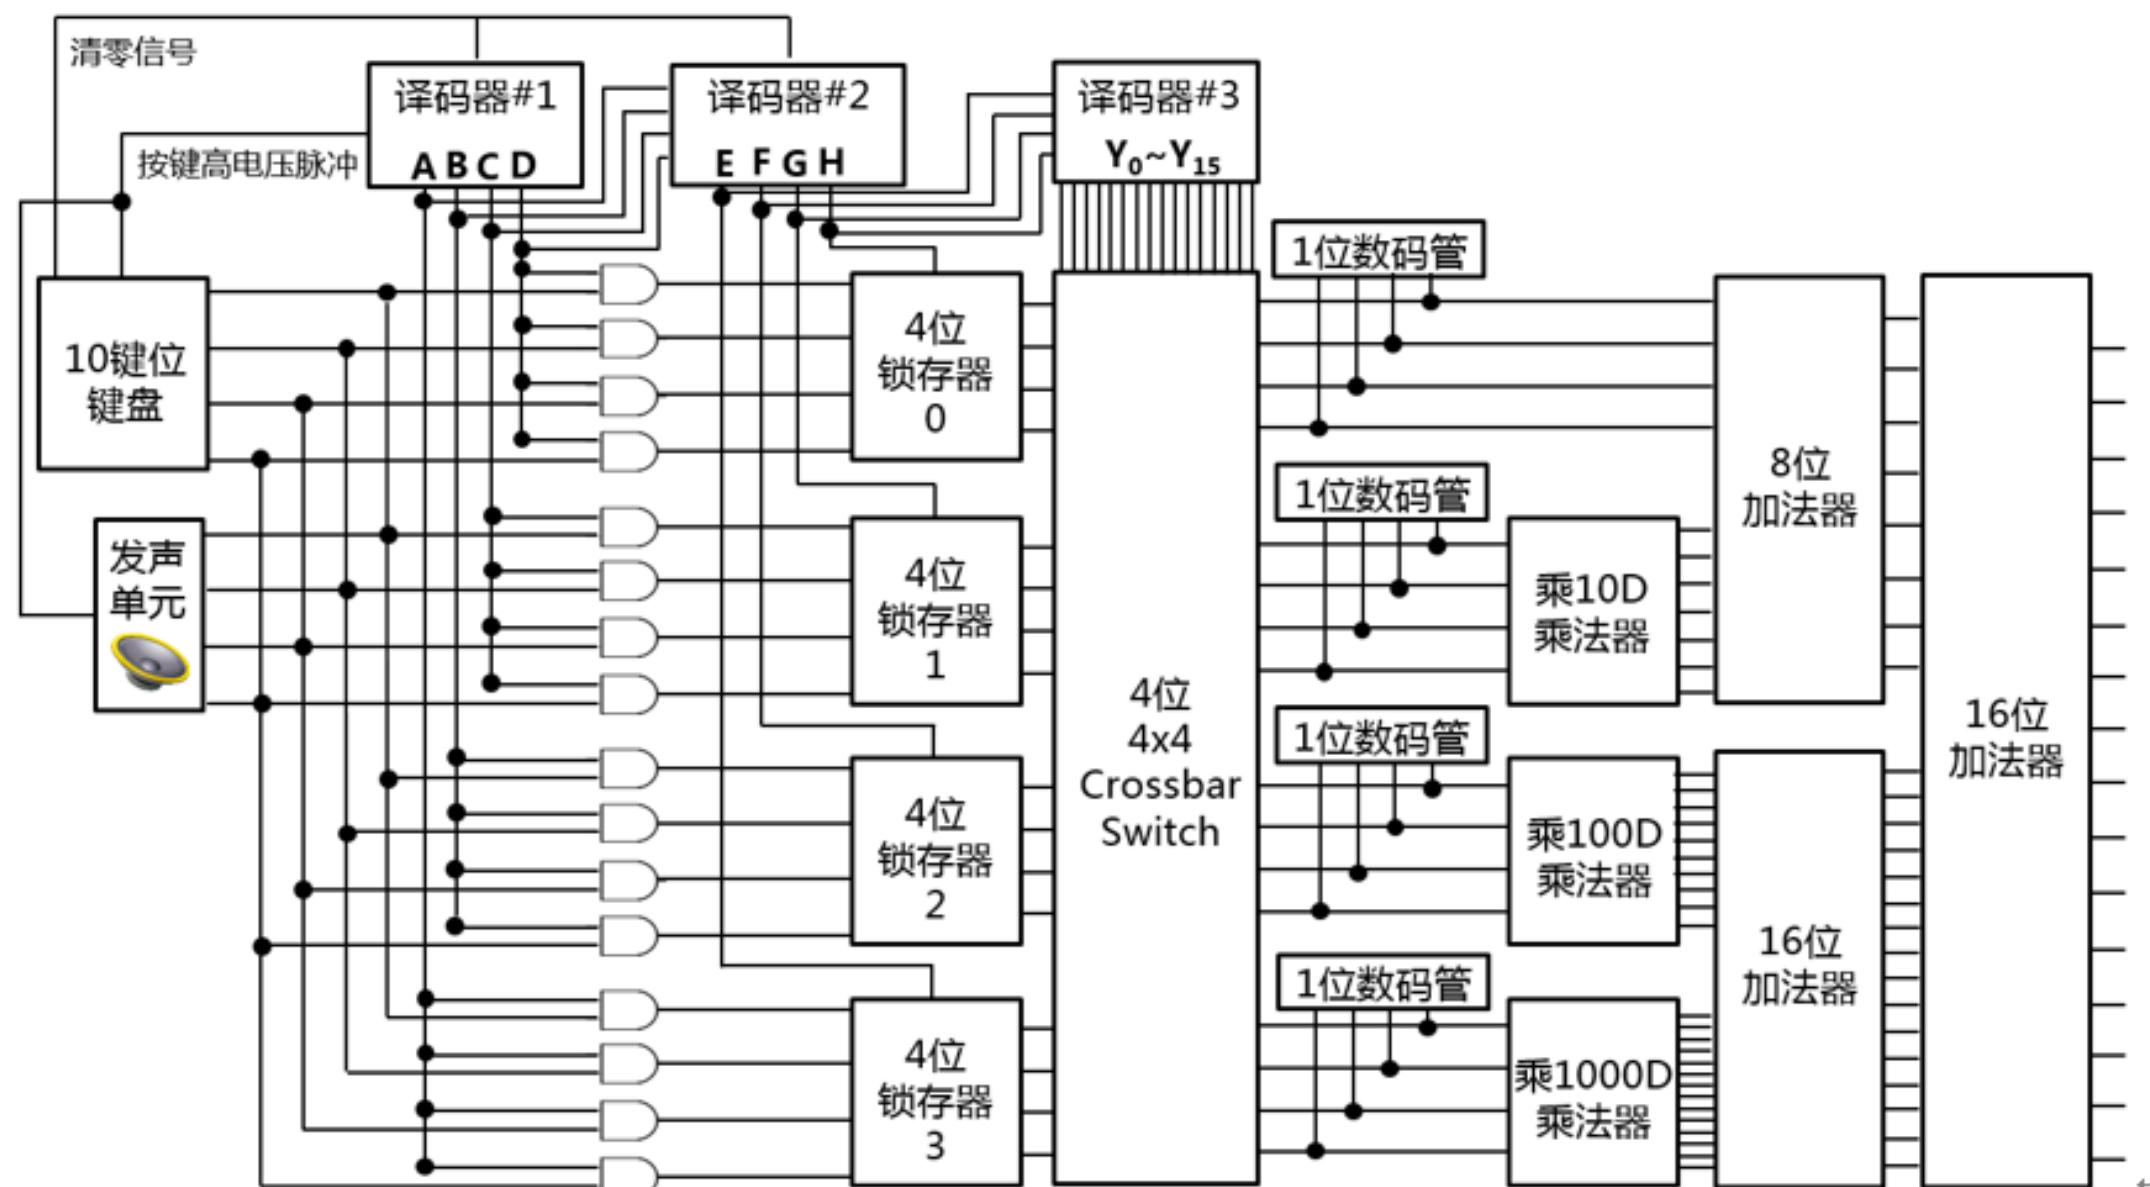 清零信号
译码器#1
译码器#2
译码器#3
按键高电压脉冲
A B C D
E F G H
Y0~Y15
1位数码管
10键位
键盘
4位
锁存器
0
8位
加法器
1位数码管
发声
单元
4位
锁存器
1
乘10D
乘法器
4位
4x4
Crossbar
Switch
16位
加法器
1位数码管
4位
锁存器
2
乘100D
乘法器
16位
加法器
1位数码管
4位
锁存器
3
乘1000D
乘法器